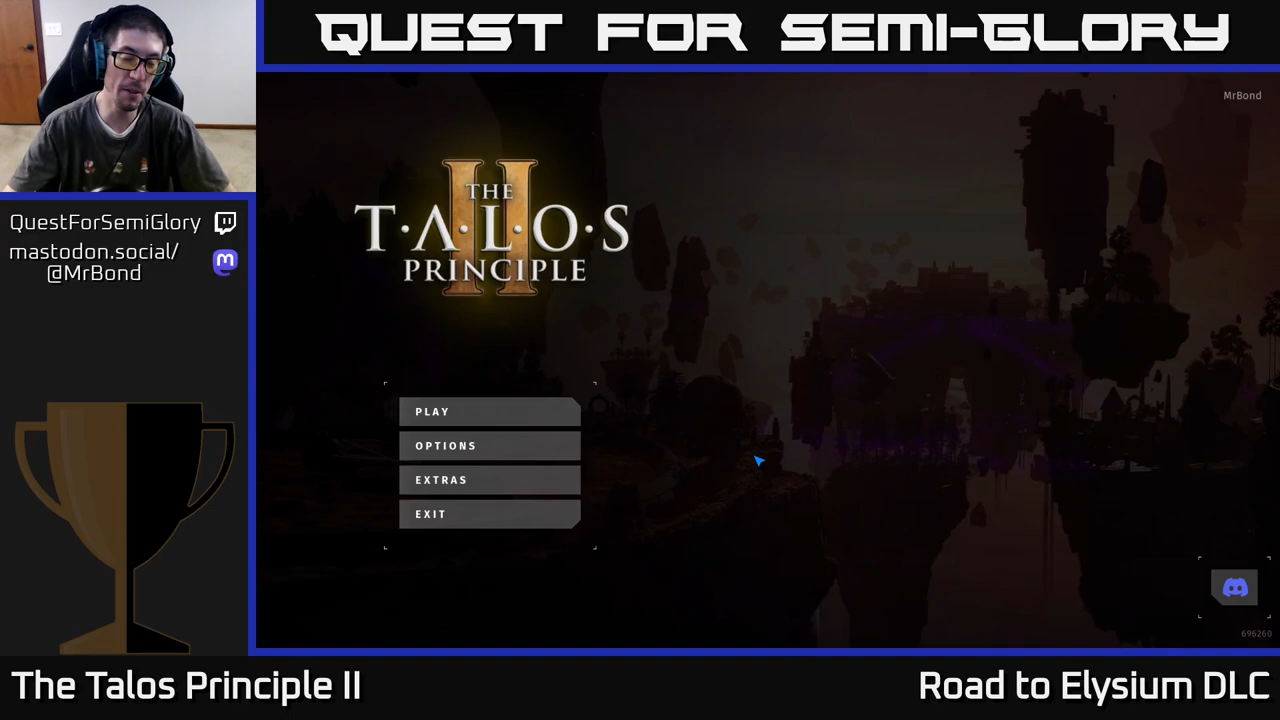 QUEST FOR SEMI-GLORY
MrBond
QuestForSemiGlory
mastodon.social/
@MrBond
II
THE
T·A·L·O·S
PRINCIPLE
PLAY
OPTIONS
EXTRAS
EXIT
696260
The Talos Principle II
Road to Elysium DLC